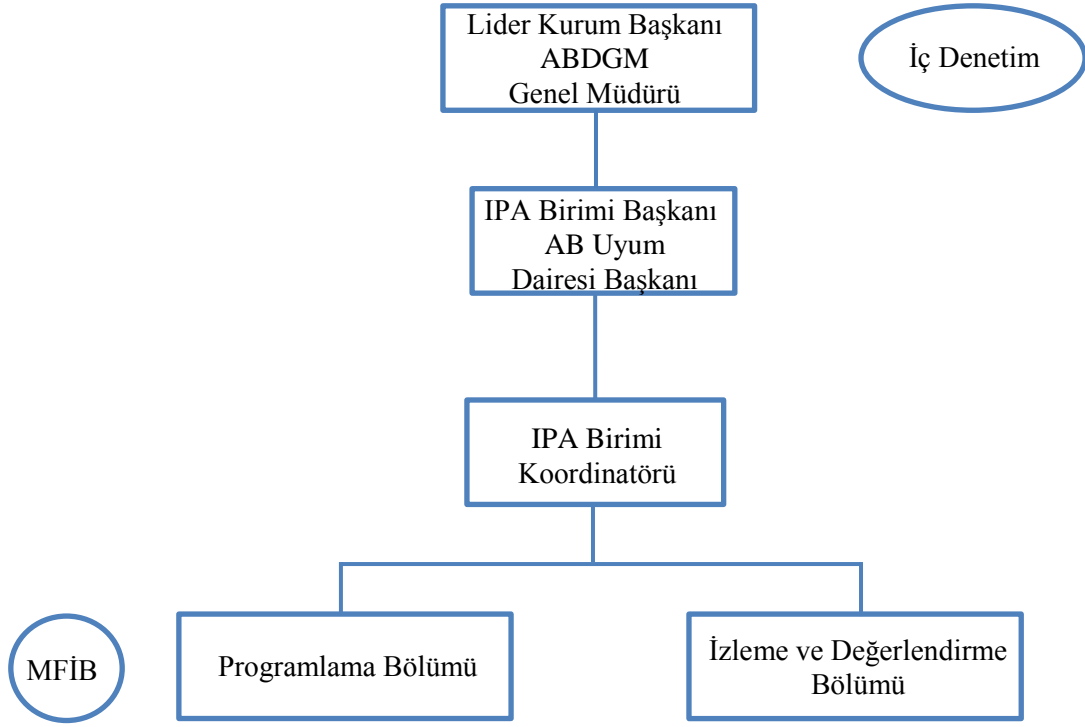 Lider Kurum Başkanı
ABDGM
Genel Müdürü
İç Denetim
IPA Birimi Başkanı
AB Uyum
Dairesi Başkanı
IPA Birimi
Koordinatörü
MFİB
Programlama Bölümü
İzleme ve Değerlendirme
Bölümü